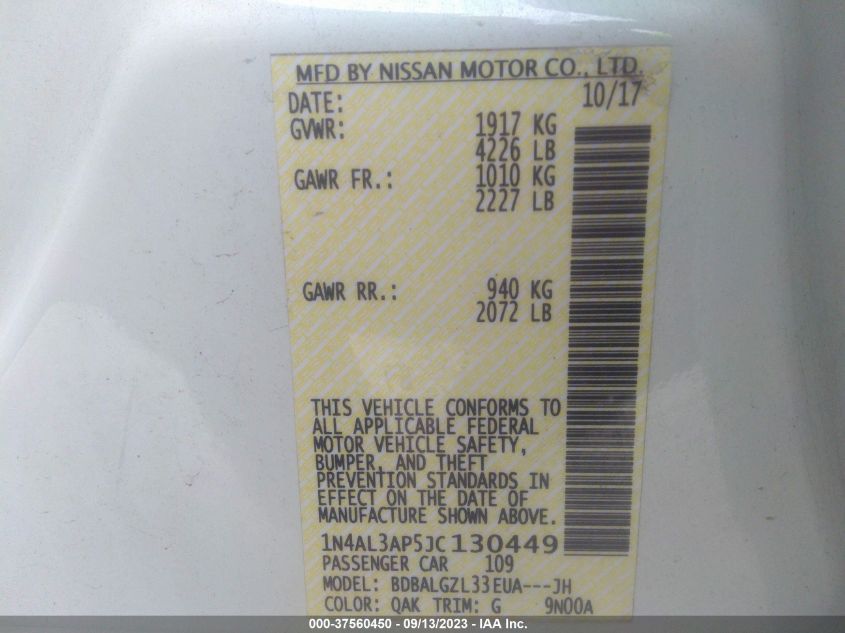 MFD BY NISSAN MOTOR CO., LTD.
DATE: 10/17
GVWR: 1917 KG
4226 LB
GAWR FR.: 1010 KG
2227 LB
GAWR RR.: 940 KG
2072 LB
THIS VEHICLE CONFORMS TO
ALL APPLICABLE FEDERAL
MOTOR VEHICLE SAFETY,
BUMPER, AND THEFT
PREVENTION STANDARDS IN
EFFECT ON THE DATE OF
MANUFACTURE SHOWN ABOVE.
1N4AL3AP5JC130449
PASSENGER CAR 109
MODEL: BDBALGZL33EUA---JH
COLOR: QAK TRIM: G 9N00A
000-37560450 - 09/13/2023 - IAA Inc.